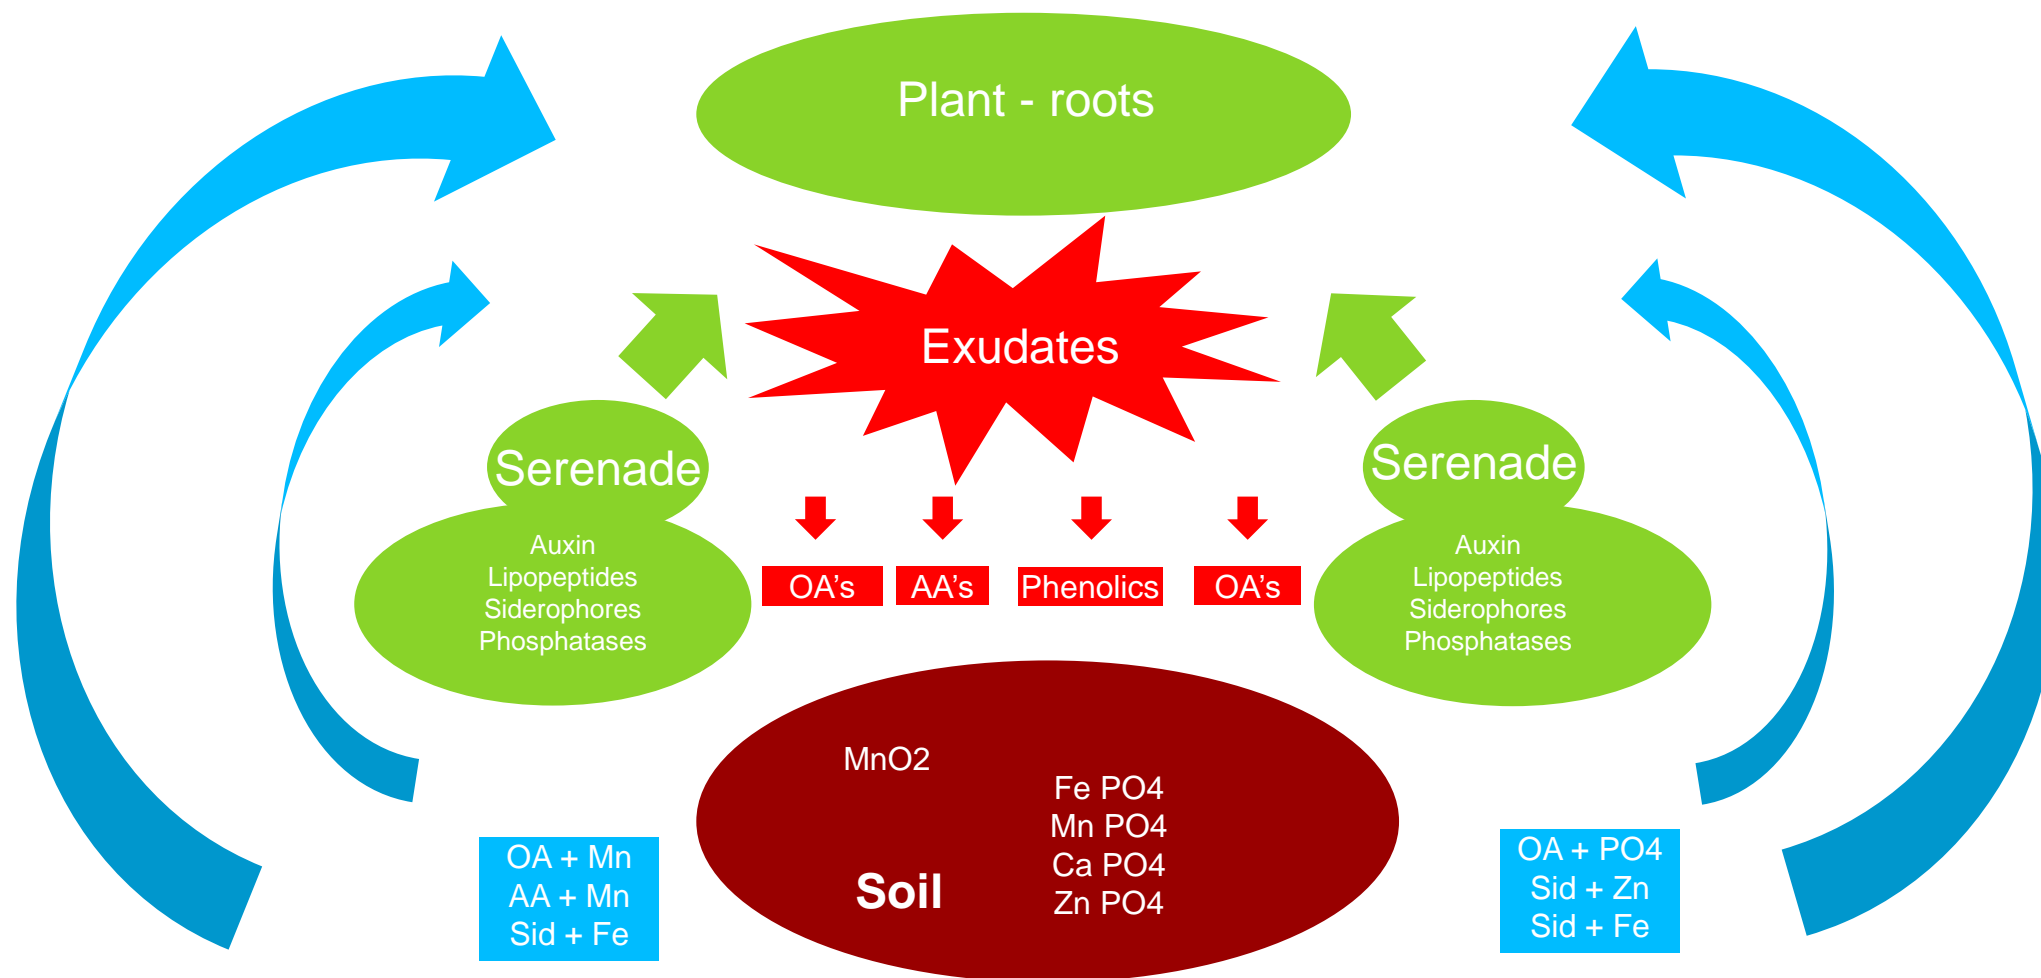 Plant - roots
Exudates
Serenade
Auxin
Lipopeptides
Siderophores
Phosphatases
OA's
AA's
Phenolics
OA's
Serenade
Auxin
Lipopeptides
Siderophores
Phosphatases
MnO2
Fe PO4
Mn PO4
Ca PO4
Zn PO4
Soil
OA + Mn
AA + Mn
Sid + Fe
OA + PO4
Sid + Zn
Sid + Fe